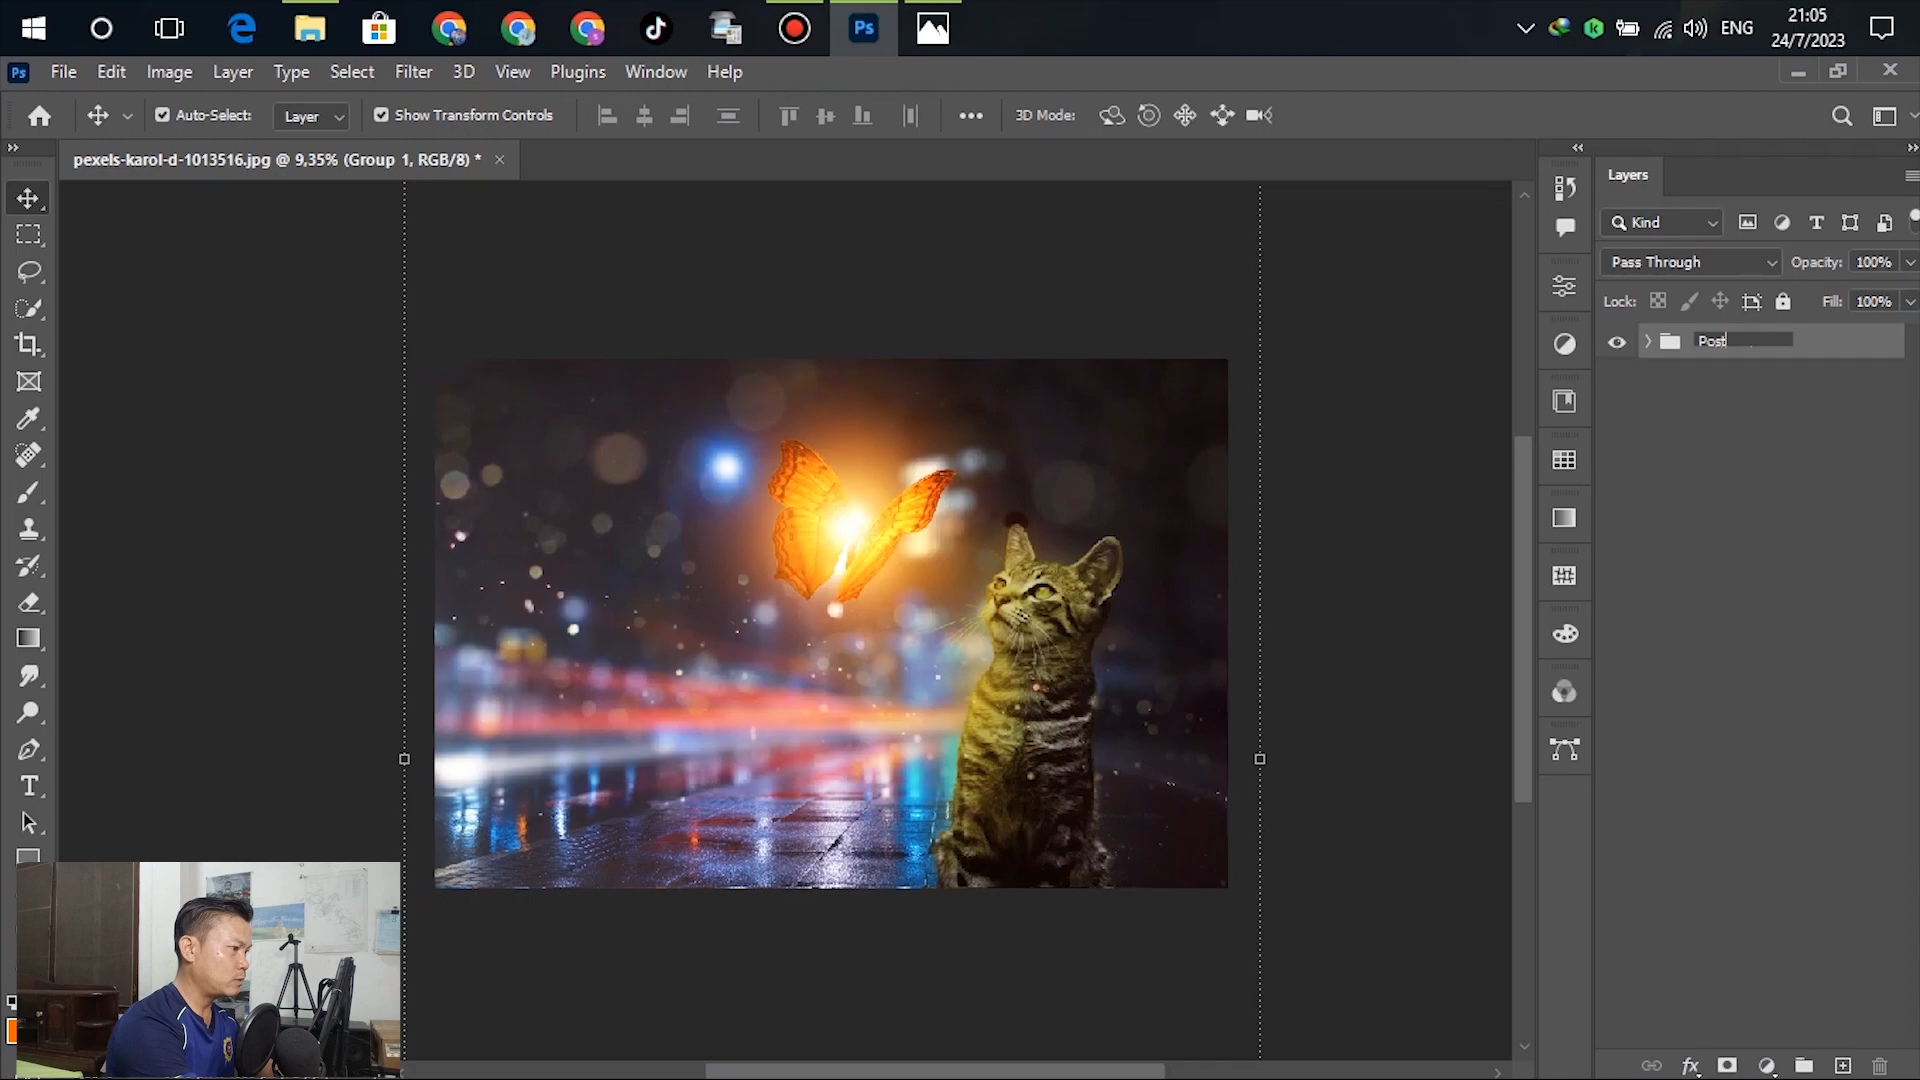 Ps
ENG
21:05
24/7/2023
Ps
File
Edit
Image
Layer
Type
Select
Filter
3D
View
Plugins
Window
Help
Auto-Select:
Layer
Show Transform Controls
3D Mode:
pexels-karol-d-1013516.jpg @ 9,35% (Group 1, RGB/8) *
Layers
Kind
Pass Through
Opacity: 100%
Lock:
Fill: 100%
Post